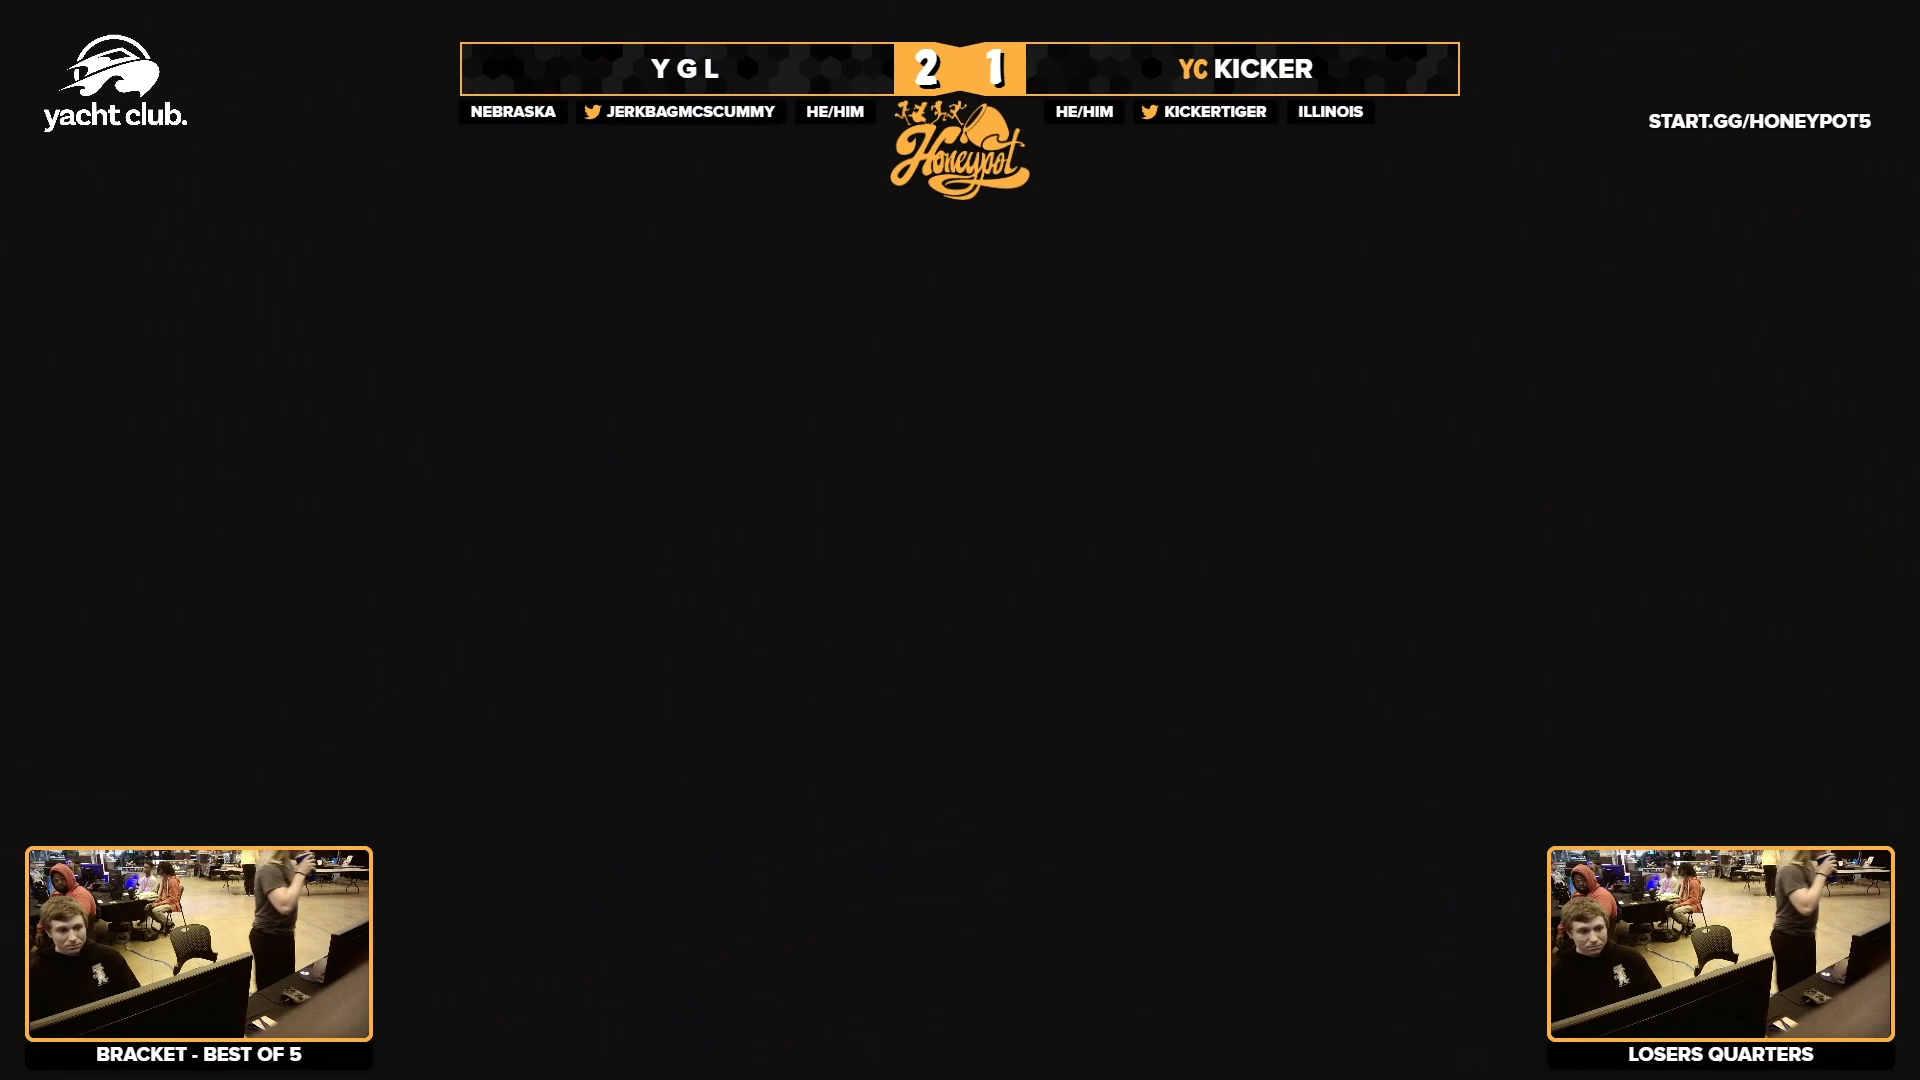 yacht club.
Y G L
2
1
YC KICKER
NEBRASKA
JERKBAGMCSCUMMY
HE/HIM
HE/HIM
KICKERTIGER
ILLINOIS
Honeypot
START.GG/HONEYPOT5
BRACKET - BEST OF 5
LOSERS QUARTERS